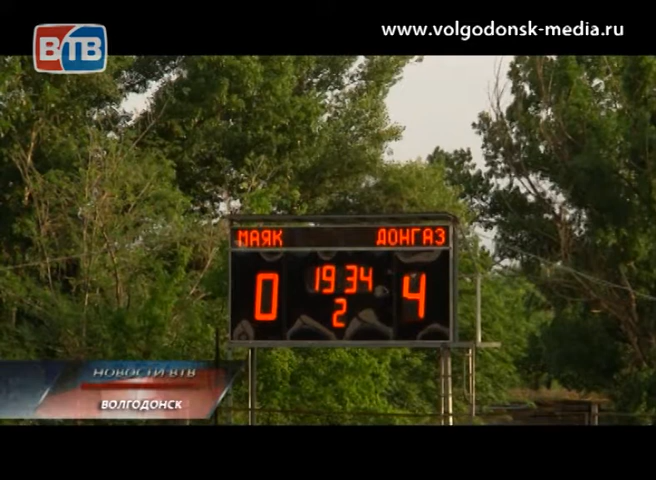 www.volgodonsk-media.ru
ВТВ
МАЯК ДОНГАЗ
19 34
0 2 4
НОВОСТИ ВТВ
ВОЛГОДОНСК